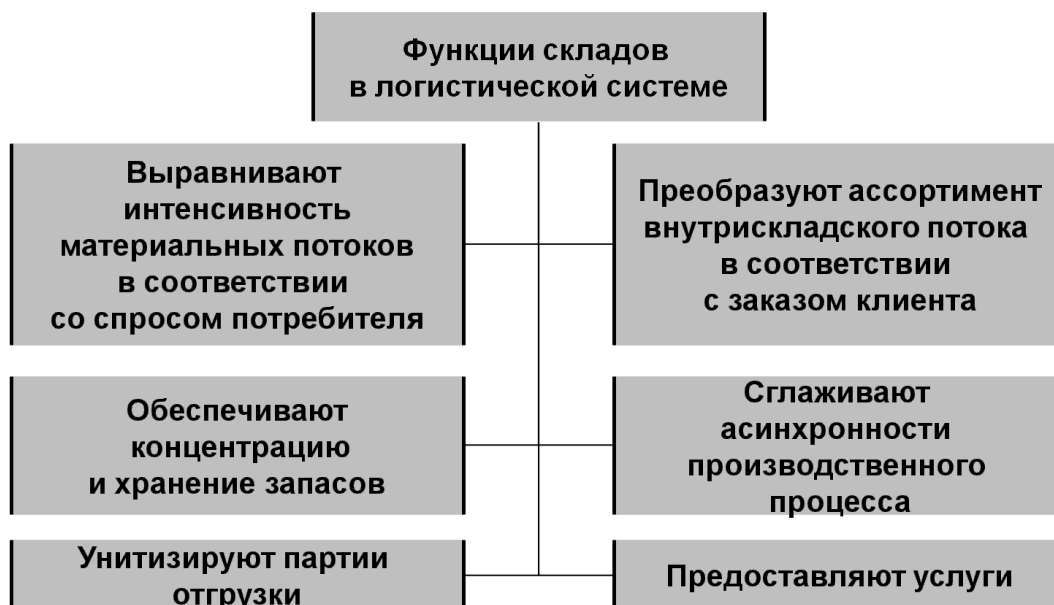 Функции складов
в логистической системе
Выравнивают
интенсивность
материальных потоков
в соответствии
со спросом потребителя
Преобразуют ассортимент
внутрискладского потока
в соответствии
с заказом клиента
Обеспечивают
концентрацию
и хранение запасов
Сглаживают
асинхронности
производственного
процесса
Унитизируют партии
отгрузки
Предоставляют услуги